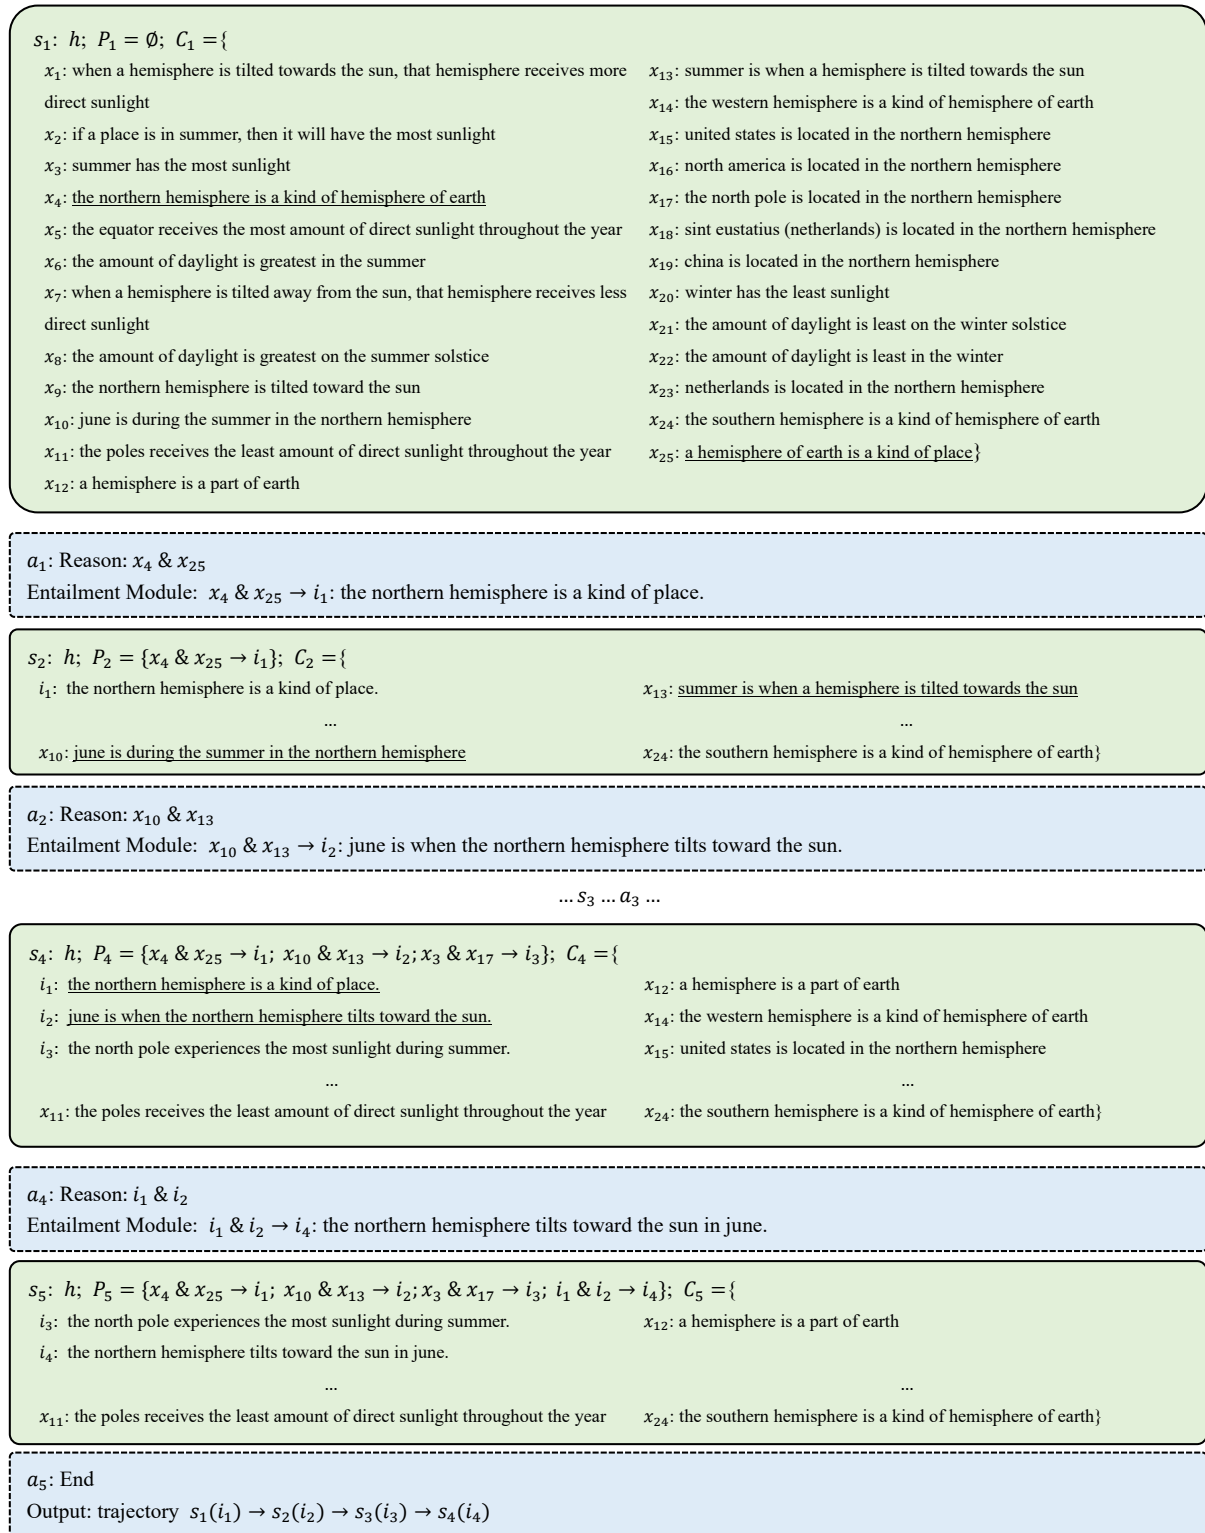 s₁: h; P₁ = ∅; C₁ ={
x₁: when a hemisphere is tilted towards the sun, that hemisphere receives more
direct sunlight
x₂: if a place is in summer, then it will have the most sunlight
x₃: summer has the most sunlight
x₄: the northern hemisphere is a kind of hemisphere of earth
x₅: the equator receives the most amount of direct sunlight throughout the year
x₆: the amount of daylight is greatest in the summer
x₇: when a hemisphere is tilted away from the sun, that hemisphere receives less
direct sunlight
x₈: the amount of daylight is greatest on the summer solstice
x₉: the northern hemisphere is tilted toward the sun
x₁₀: june is during the summer in the northern hemisphere
x₁₁: the poles receives the least amount of direct sunlight throughout the year
x₁₂: a hemisphere is a part of earth
x₁₃: summer is when a hemisphere is tilted towards the sun
x₁₄: the western hemisphere is a kind of hemisphere of earth
x₁₅: united states is located in the northern hemisphere
x₁₆: north america is located in the northern hemisphere
x₁₇: the north pole is located in the northern hemisphere
x₁₈: sint eustatius (netherlands) is located in the northern hemisphere
x₁₉: china is located in the northern hemisphere
x₂₀: winter has the least sunlight
x₂₁: the amount of daylight is least on the winter solstice
x₂₂: the amount of daylight is least in the winter
x₂₃: netherlands is located in the northern hemisphere
x₂₄: the southern hemisphere is a kind of hemisphere of earth
x₂₅: a hemisphere of earth is a kind of place}
a₁: Reason: x₄ & x₂₅
Entailment Module: x₄ & x₂₅ → i₁: the northern hemisphere is a kind of place.
s₂: h; P₂ = {x₄ & x₂₅ → i₁}; C₂ ={
i₁: the northern hemisphere is a kind of place.
...
x₁₀: june is during the summer in the northern hemisphere
x₁₃: summer is when a hemisphere is tilted towards the sun
...
x₂₄: the southern hemisphere is a kind of hemisphere of earth}
a₂: Reason: x₁₀ & x₁₃
Entailment Module: x₁₀ & x₁₃ → i₂: june is when the northern hemisphere tilts toward the sun.
... s₃ ... a₃ ...
s₄: h; P₄ = {x₄ & x₂₅ → i₁; x₁₀ & x₁₃ → i₂; x₃ & x₁₇ → i₃}; C₄ ={
i₁: the northern hemisphere is a kind of place.
i₂: june is when the northern hemisphere tilts toward the sun.
i₃: the north pole experiences the most sunlight during summer.
...
x₁₁: the poles receives the least amount of direct sunlight throughout the year
x₁₂: a hemisphere is a part of earth
x₁₄: the western hemisphere is a kind of hemisphere of earth
x₁₅: united states is located in the northern hemisphere
...
x₂₄: the southern hemisphere is a kind of hemisphere of earth}
a₄: Reason: i₁ & i₂
Entailment Module: i₁ & i₂ → i₄: the northern hemisphere tilts toward the sun in june.
s₅: h; P₅ = {x₄ & x₂₅ → i₁; x₁₀ & x₁₃ → i₂; x₃ & x₁₇ → i₃; i₁ & i₂ → i₄}; C₅ ={
i₃: the north pole experiences the most sunlight during summer.
i₄: the northern hemisphere tilts toward the sun in june.
...
x₁₁: the poles receives the least amount of direct sunlight throughout the year
x₁₂: a hemisphere is a part of earth
...
x₂₄: the southern hemisphere is a kind of hemisphere of earth}
a₅: End
Output: trajectory s₁(i₁) → s₂(i₂) → s₃(i₃) → s₄(i₄)